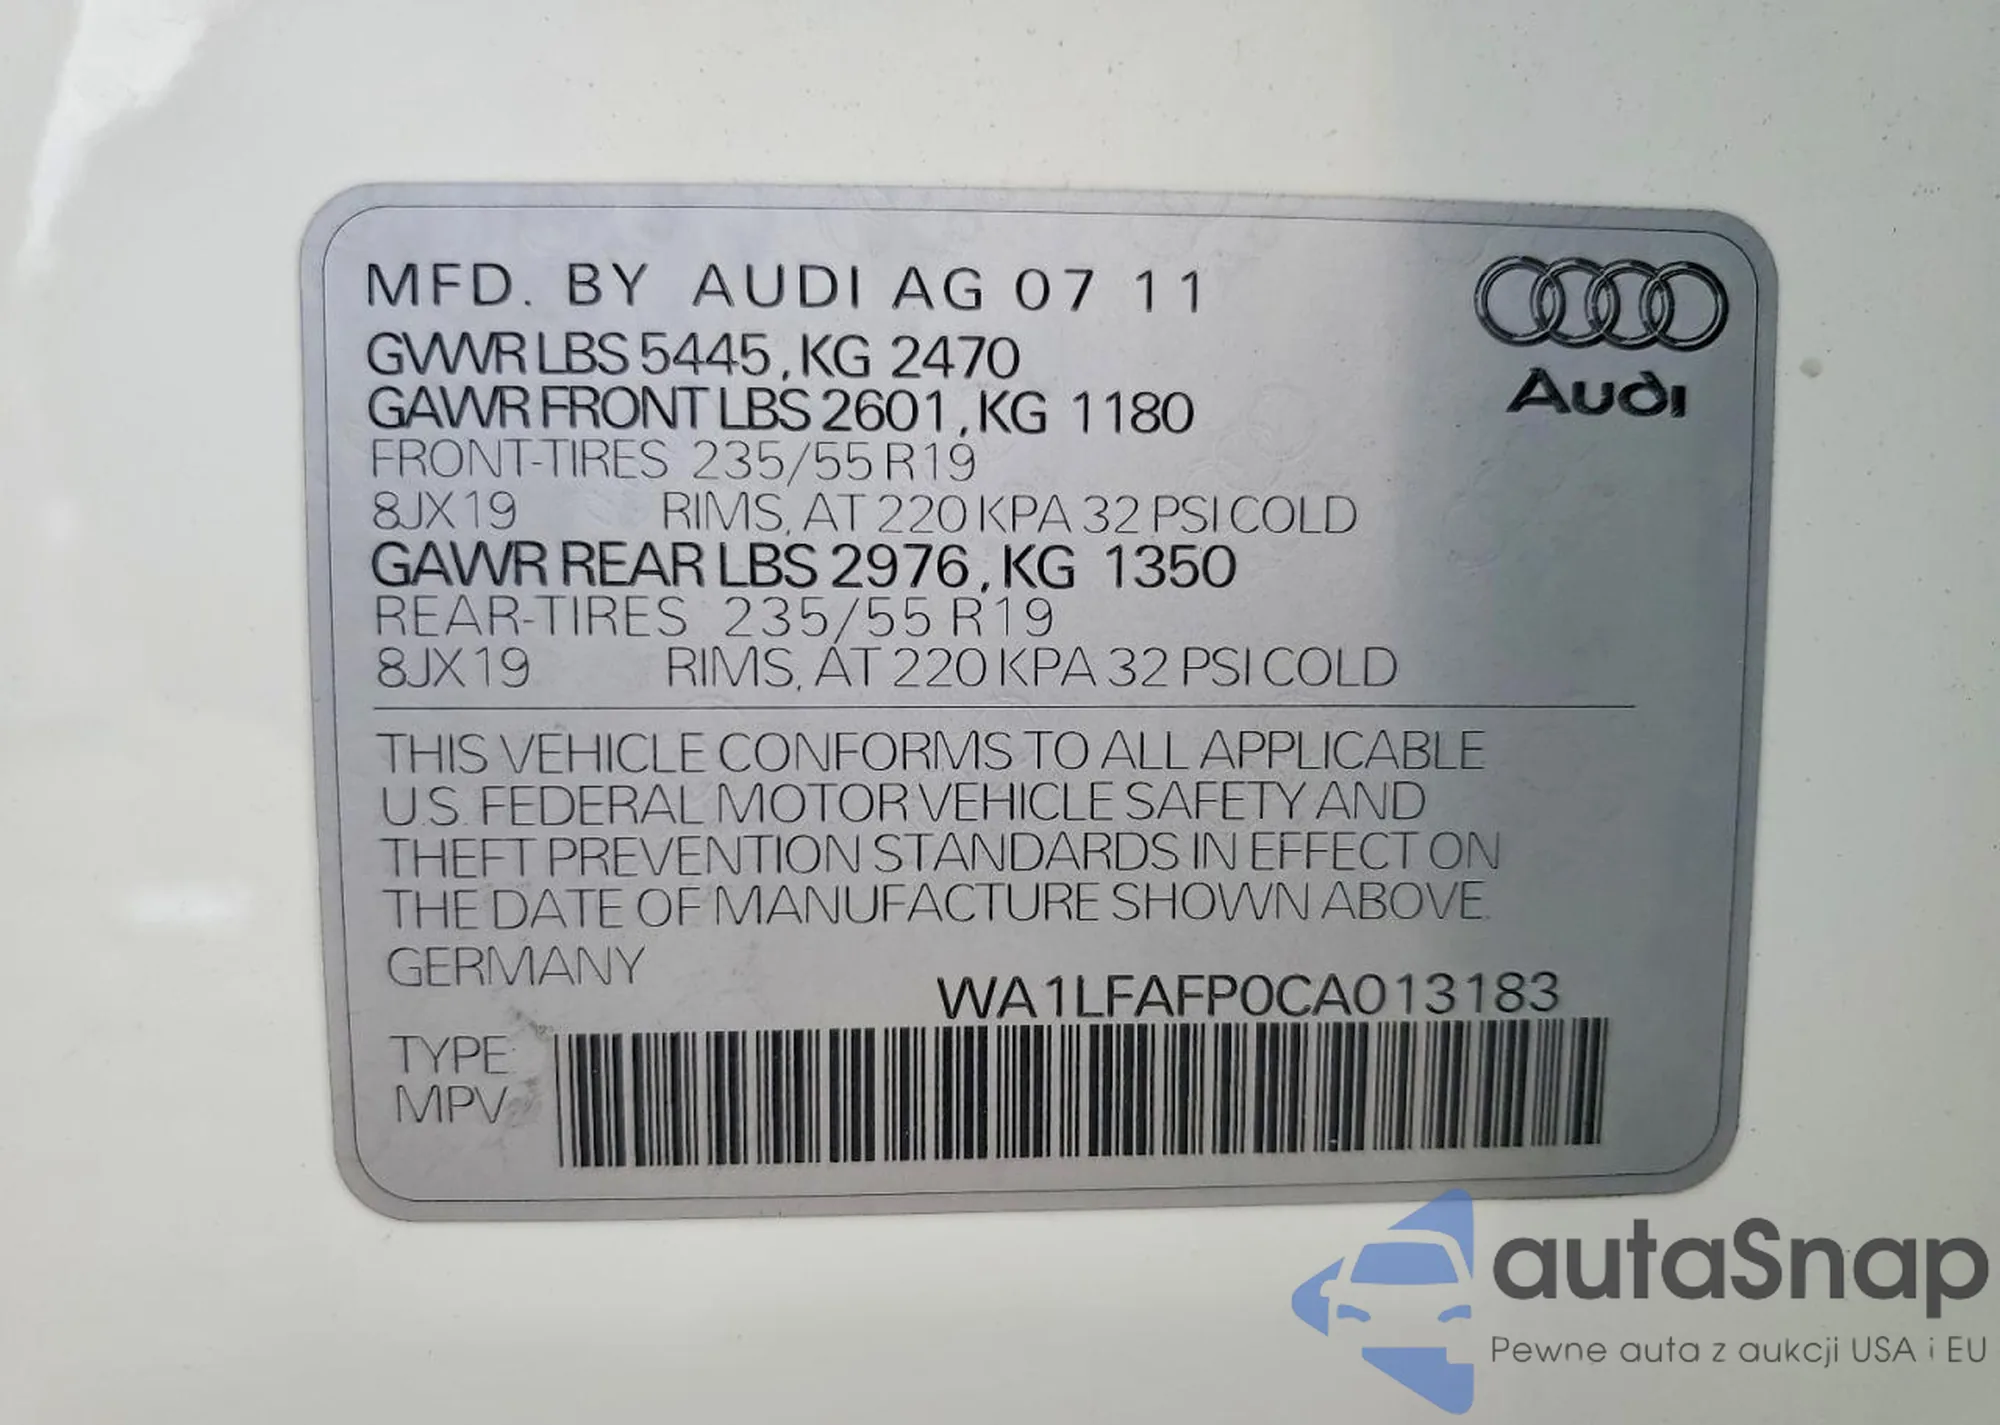 MFD. BY AUDI AG 07 11
GVWR LBS 5445, KG 2470
GAWR FRONT LBS 2601, KG 1180
FRONT-TIRES 235/55 R19
8JX19 RIMS, AT 220 KPA 32 PSI COLD
GAWR REAR LBS 2976, KG 1350
REAR-TIRES 235/55 R19
8JX19 RIMS, AT 220 KPA 32 PSI COLD
Audi
THIS VEHICLE CONFORMS TO ALL APPLICABLE
U.S. FEDERAL MOTOR VEHICLE SAFETY AND
THEFT PREVENTION STANDARDS IN EFFECT ON
THE DATE OF MANUFACTURE SHOWN ABOVE.
GERMANY
WA1LFAFP0CA013183
TYPE:
MPV
autaSnap
Pewne auta z aukcji USA i EU